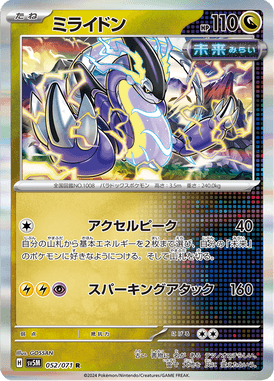 たね
ミライドン
HP110
未来 みらい
全国図鑑NO.1008 パラドックスポケモン 高さ：3.5m 重さ：240.0kg
アクセルピーク 40
自分の山札から基本エネルギーを2枚まで選び、自分の「未来」のポケモンに好きなようにつける。そして山札を切る。
スパーキングアタック 160
弱点 抵抗力 にげる
Illus. GOSSAN
H SV5M 052/071 R
©2024 Pokémon/Nintendo/Creatures/GAME FREAK.